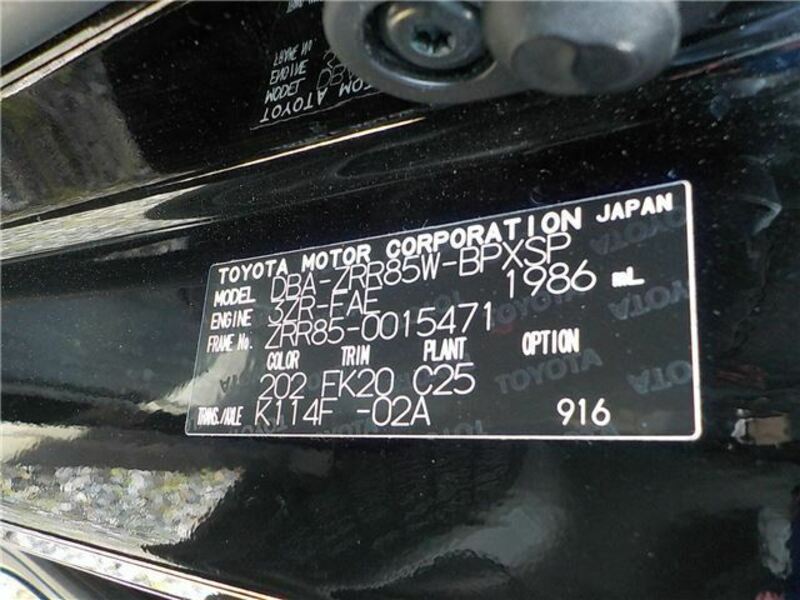 TOYOTA MOTOR CORPORATION JAPAN
MODEL DBA-ZRR85W-BPXSP
ENGINE 3ZR-FAE 1986 mL
FRAME No. ZRR85-0015471
COLOR TRIM PLANT OPTION
202 FK20 C25
TRANS./AXLE K114F -02A 916